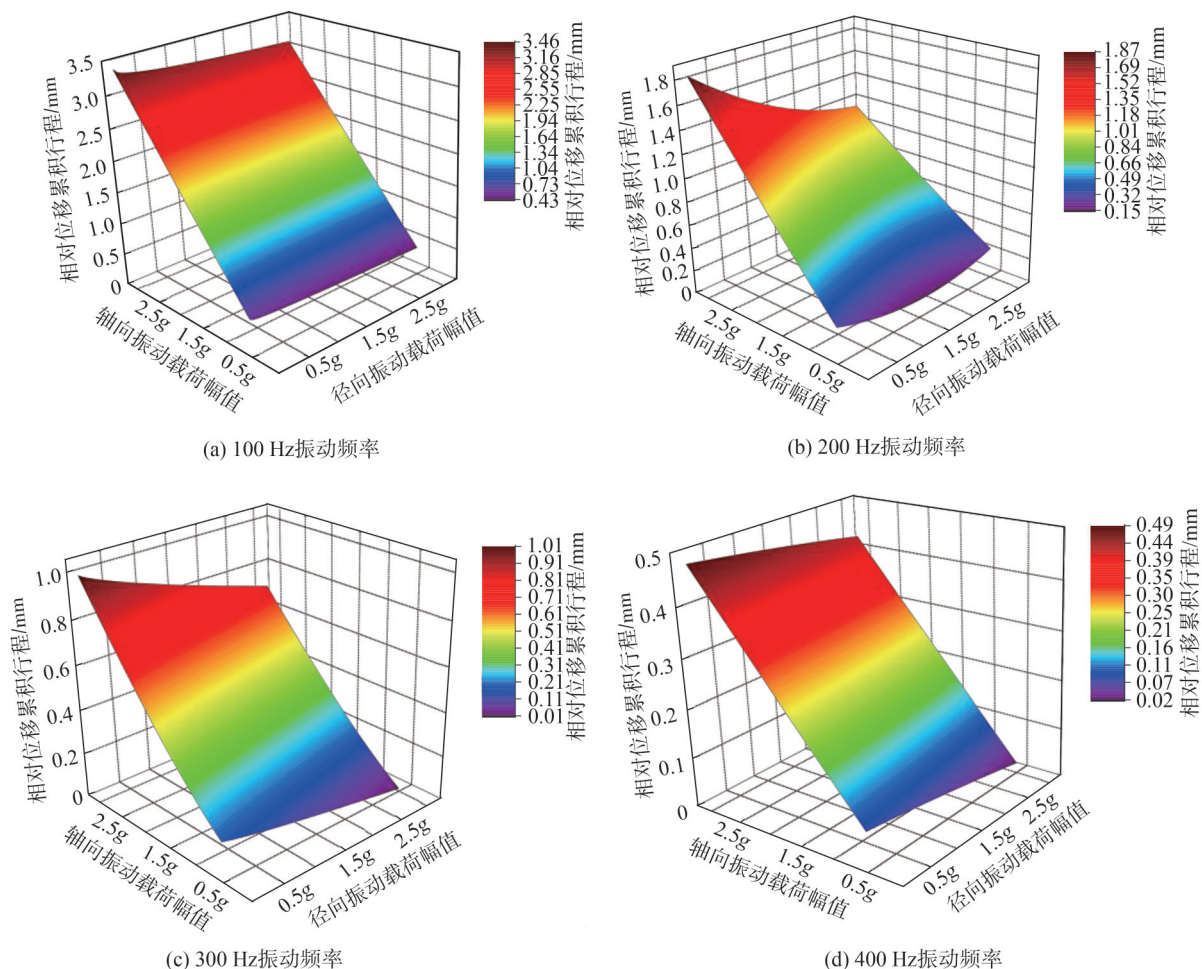 3.5
3.0
2.5
2.0
1.5
1.0
0.5
0
相对位移累积行程/mm
2.5g
1.5g
0.5g
轴向振动载荷幅值
0.5g
1.5g
2.5g
径向振动载荷幅值
3.46
3.16
2.85
2.55
2.25
1.94
1.64
1.34
1.04
0.73
0.43
相对位移累积行程/mm
(a) 100 Hz振动频率
1.8
1.6
1.4
1.2
1.0
0.8
0.6
0.4
0.2
0
相对位移累积行程/mm
2.5g
1.5g
0.5g
轴向振动载荷幅值
0.5g
1.5g
2.5g
径向振动载荷幅值
1.87
1.69
1.52
1.35
1.18
1.01
0.84
0.66
0.49
0.32
0.15
相对位移累积行程/mm
(b) 200 Hz振动频率
1.0
0.8
0.6
0.4
0.2
0
相对位移累积行程/mm
2.5g
1.5g
0.5g
轴向振动载荷幅值
0.5g
1.5g
2.5g
径向振动载荷幅值
1.01
0.91
0.81
0.71
0.61
0.51
0.41
0.31
0.21
0.11
0.01
相对位移累积行程/mm
(c) 300 Hz振动频率
0.5
0.4
0.3
0.2
0.1
0
相对位移累积行程/mm
2.5g
1.5g
0.5g
轴向振动载荷幅值
0.5g
1.5g
2.5g
径向振动载荷幅值
0.49
0.44
0.39
0.35
0.30
0.25
0.21
0.16
0.11
0.07
0.02
相对位移累积行程/mm
(d) 400 Hz振动频率